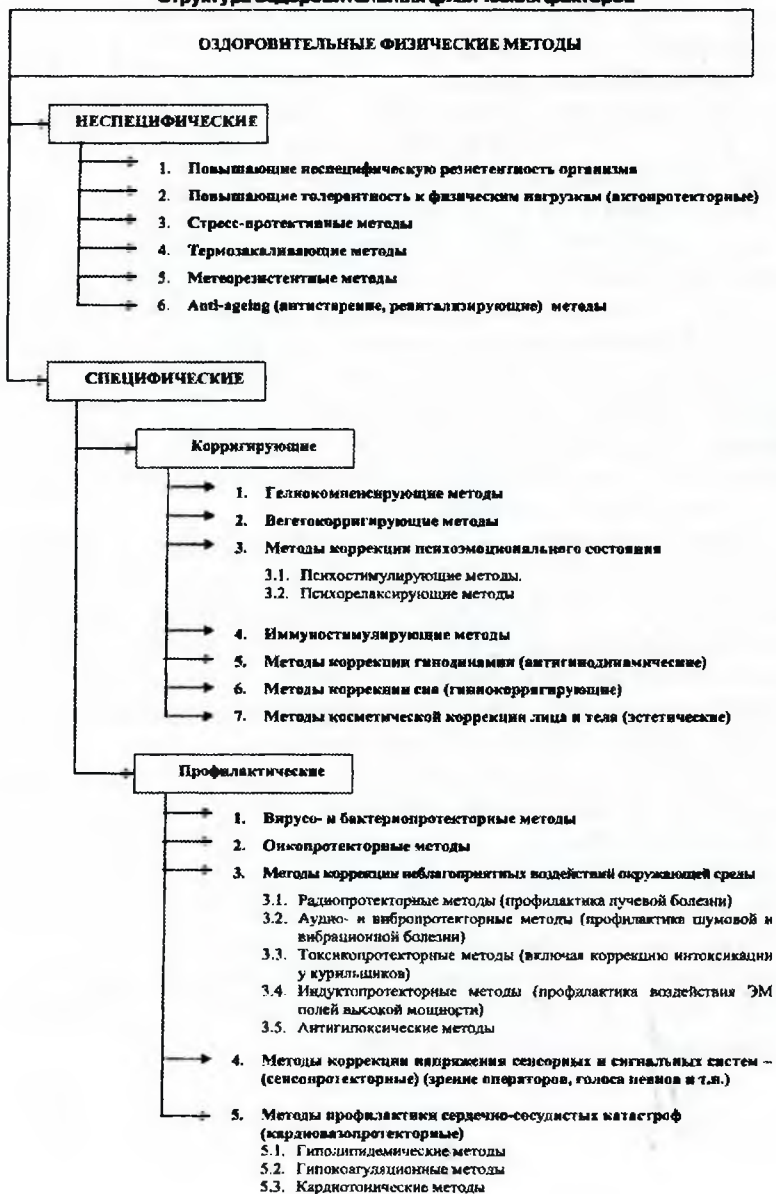 Структура оздоровительных физических факторов
ОЗДОРОВИТЕЛЬНЫЕ ФИЗИЧЕСКИЕ МЕТОДЫ
НЕСПЕЦИФИЧЕСКИЕ
1. Повышающие неспецифическую резистентность организма
2. Повышающие толерантность к физическим нагрузкам (актопротекторные)
3. Стресс-протективные методы
4. Термозакаливающие методы
5. Метеорезистентные методы
6. Anti-ageing (антистарение, ревитализирующие) методы
СПЕЦИФИЧЕСКИЕ
Корригирующие
1. Гелиокомпенсирующие методы
2. Вегетокорригирующие методы
3. Методы коррекции психоэмоционального состояния
3.1. Психостимулирующие методы.
3.2. Психорелаксирующие методы
4. Иммуностимулирующие методы
5. Методы коррекции гиподинамии (антигиподинамические)
6. Методы коррекции сна (гипнокорригирующие)
7. Методы косметической коррекции лица и тела (эстетические)
Профилактические
1. Вирусо- и бактериопротекторные методы
2. Онкопротекторные методы
3. Методы коррекции неблагоприятных воздействий окружающей среды
3.1. Радиопротекторные методы (профилактика лучевой болезни)
3.2. Аудио- и вибропротекторные методы (профилактика шумовой и
вибрационной болезни)
3.3. Токсикопротекторные методы (включая коррекцию интоксикации
у курильщиков)
3.4. Индуктопротекторные методы (профилактика воздействия ЭМ
полей высокой мощности)
3.5. Антигипоксические методы
4. Методы коррекции напряжения сенсорных и сигнальных систем –
(сенсопротекторные) (зрение операторов, голоса певцов и т.п.)
5. Методы профилактики сердечно-сосудистых катастроф
(кардиовазопротекторные)
5.1. Гиполипидемические методы
5.2. Гипокоагуляционные методы
5.3. Кардиотонические методы